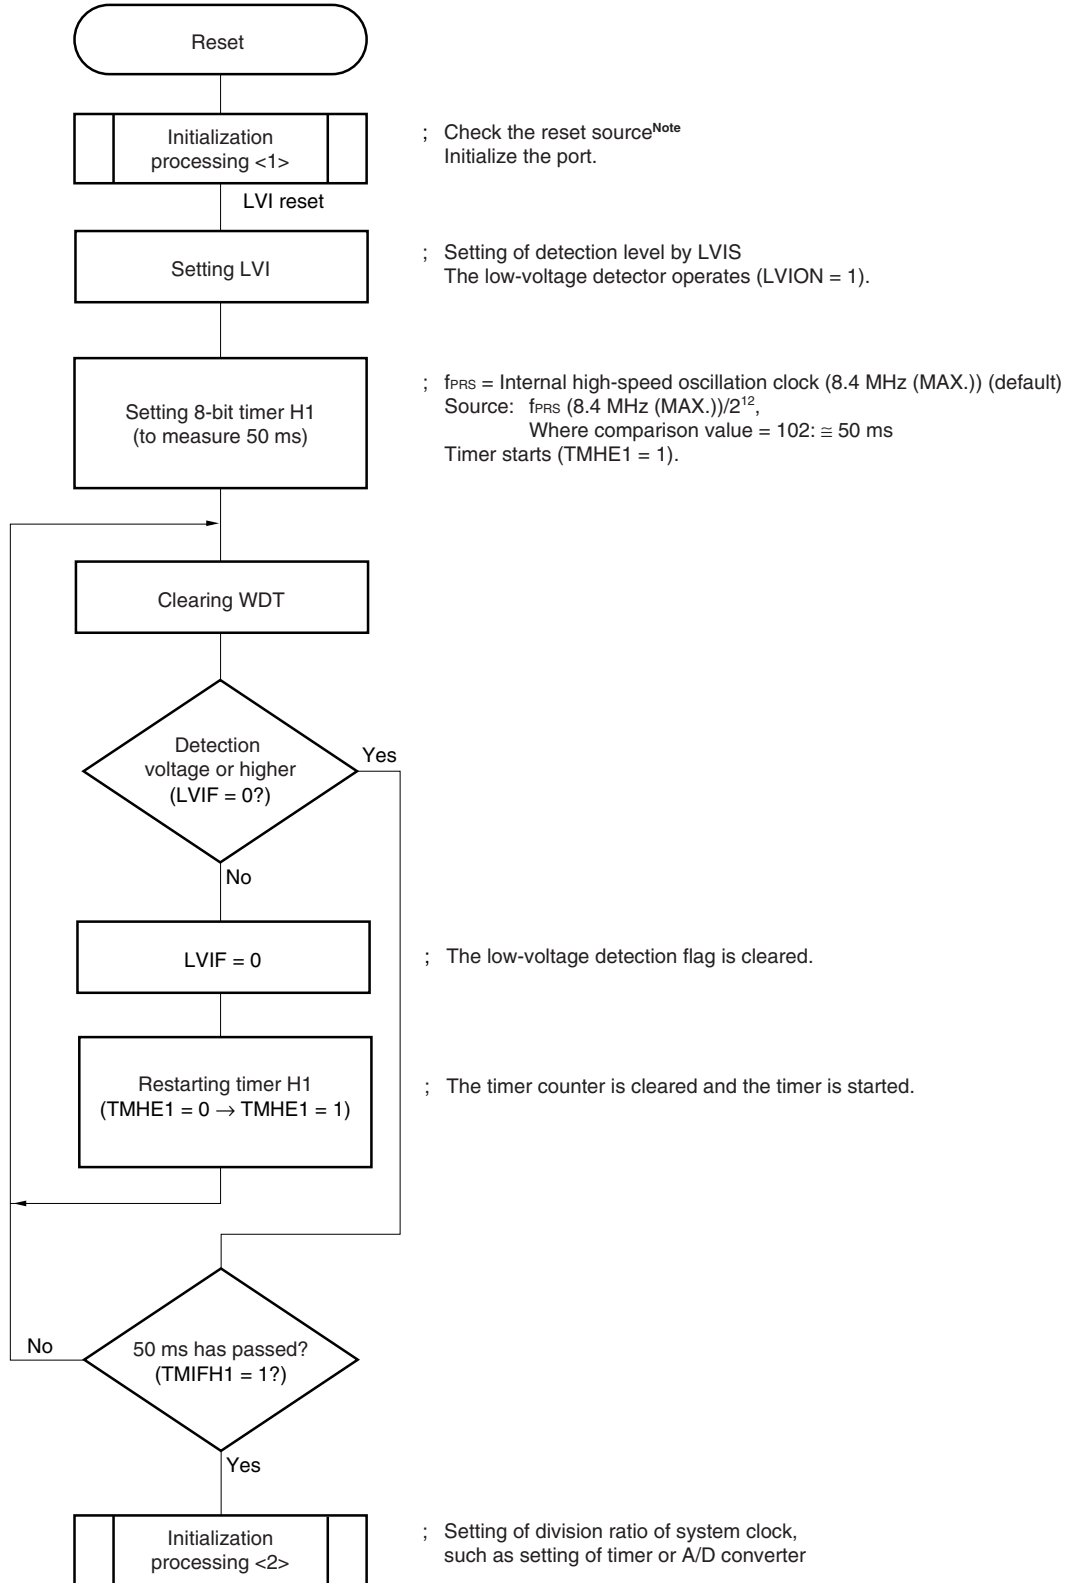 Reset
Initialization
processing <1>
; Check the reset sourceNote
Initialize the port.
LVI reset
Setting LVI
; Setting of detection level by LVIS
The low-voltage detector operates (LVION = 1).
Setting 8-bit timer H1
(to measure 50 ms)
; fPRS = Internal high-speed oscillation clock (8.4 MHz (MAX.)) (default)
Source: fPRS (8.4 MHz (MAX.))/2¹²,
Where comparison value = 102: ≅ 50 ms
Timer starts (TMHE1 = 1).
Clearing WDT
Detection
voltage or higher
(LVIF = 0?)
Yes
No
LVIF = 0
; The low-voltage detection flag is cleared.
Restarting timer H1
(TMHE1 = 0 → TMHE1 = 1)
; The timer counter is cleared and the timer is started.
50 ms has passed?
(TMIFH1 = 1?)
No
Yes
Initialization
processing <2>
; Setting of division ratio of system clock,
such as setting of timer or A/D converter